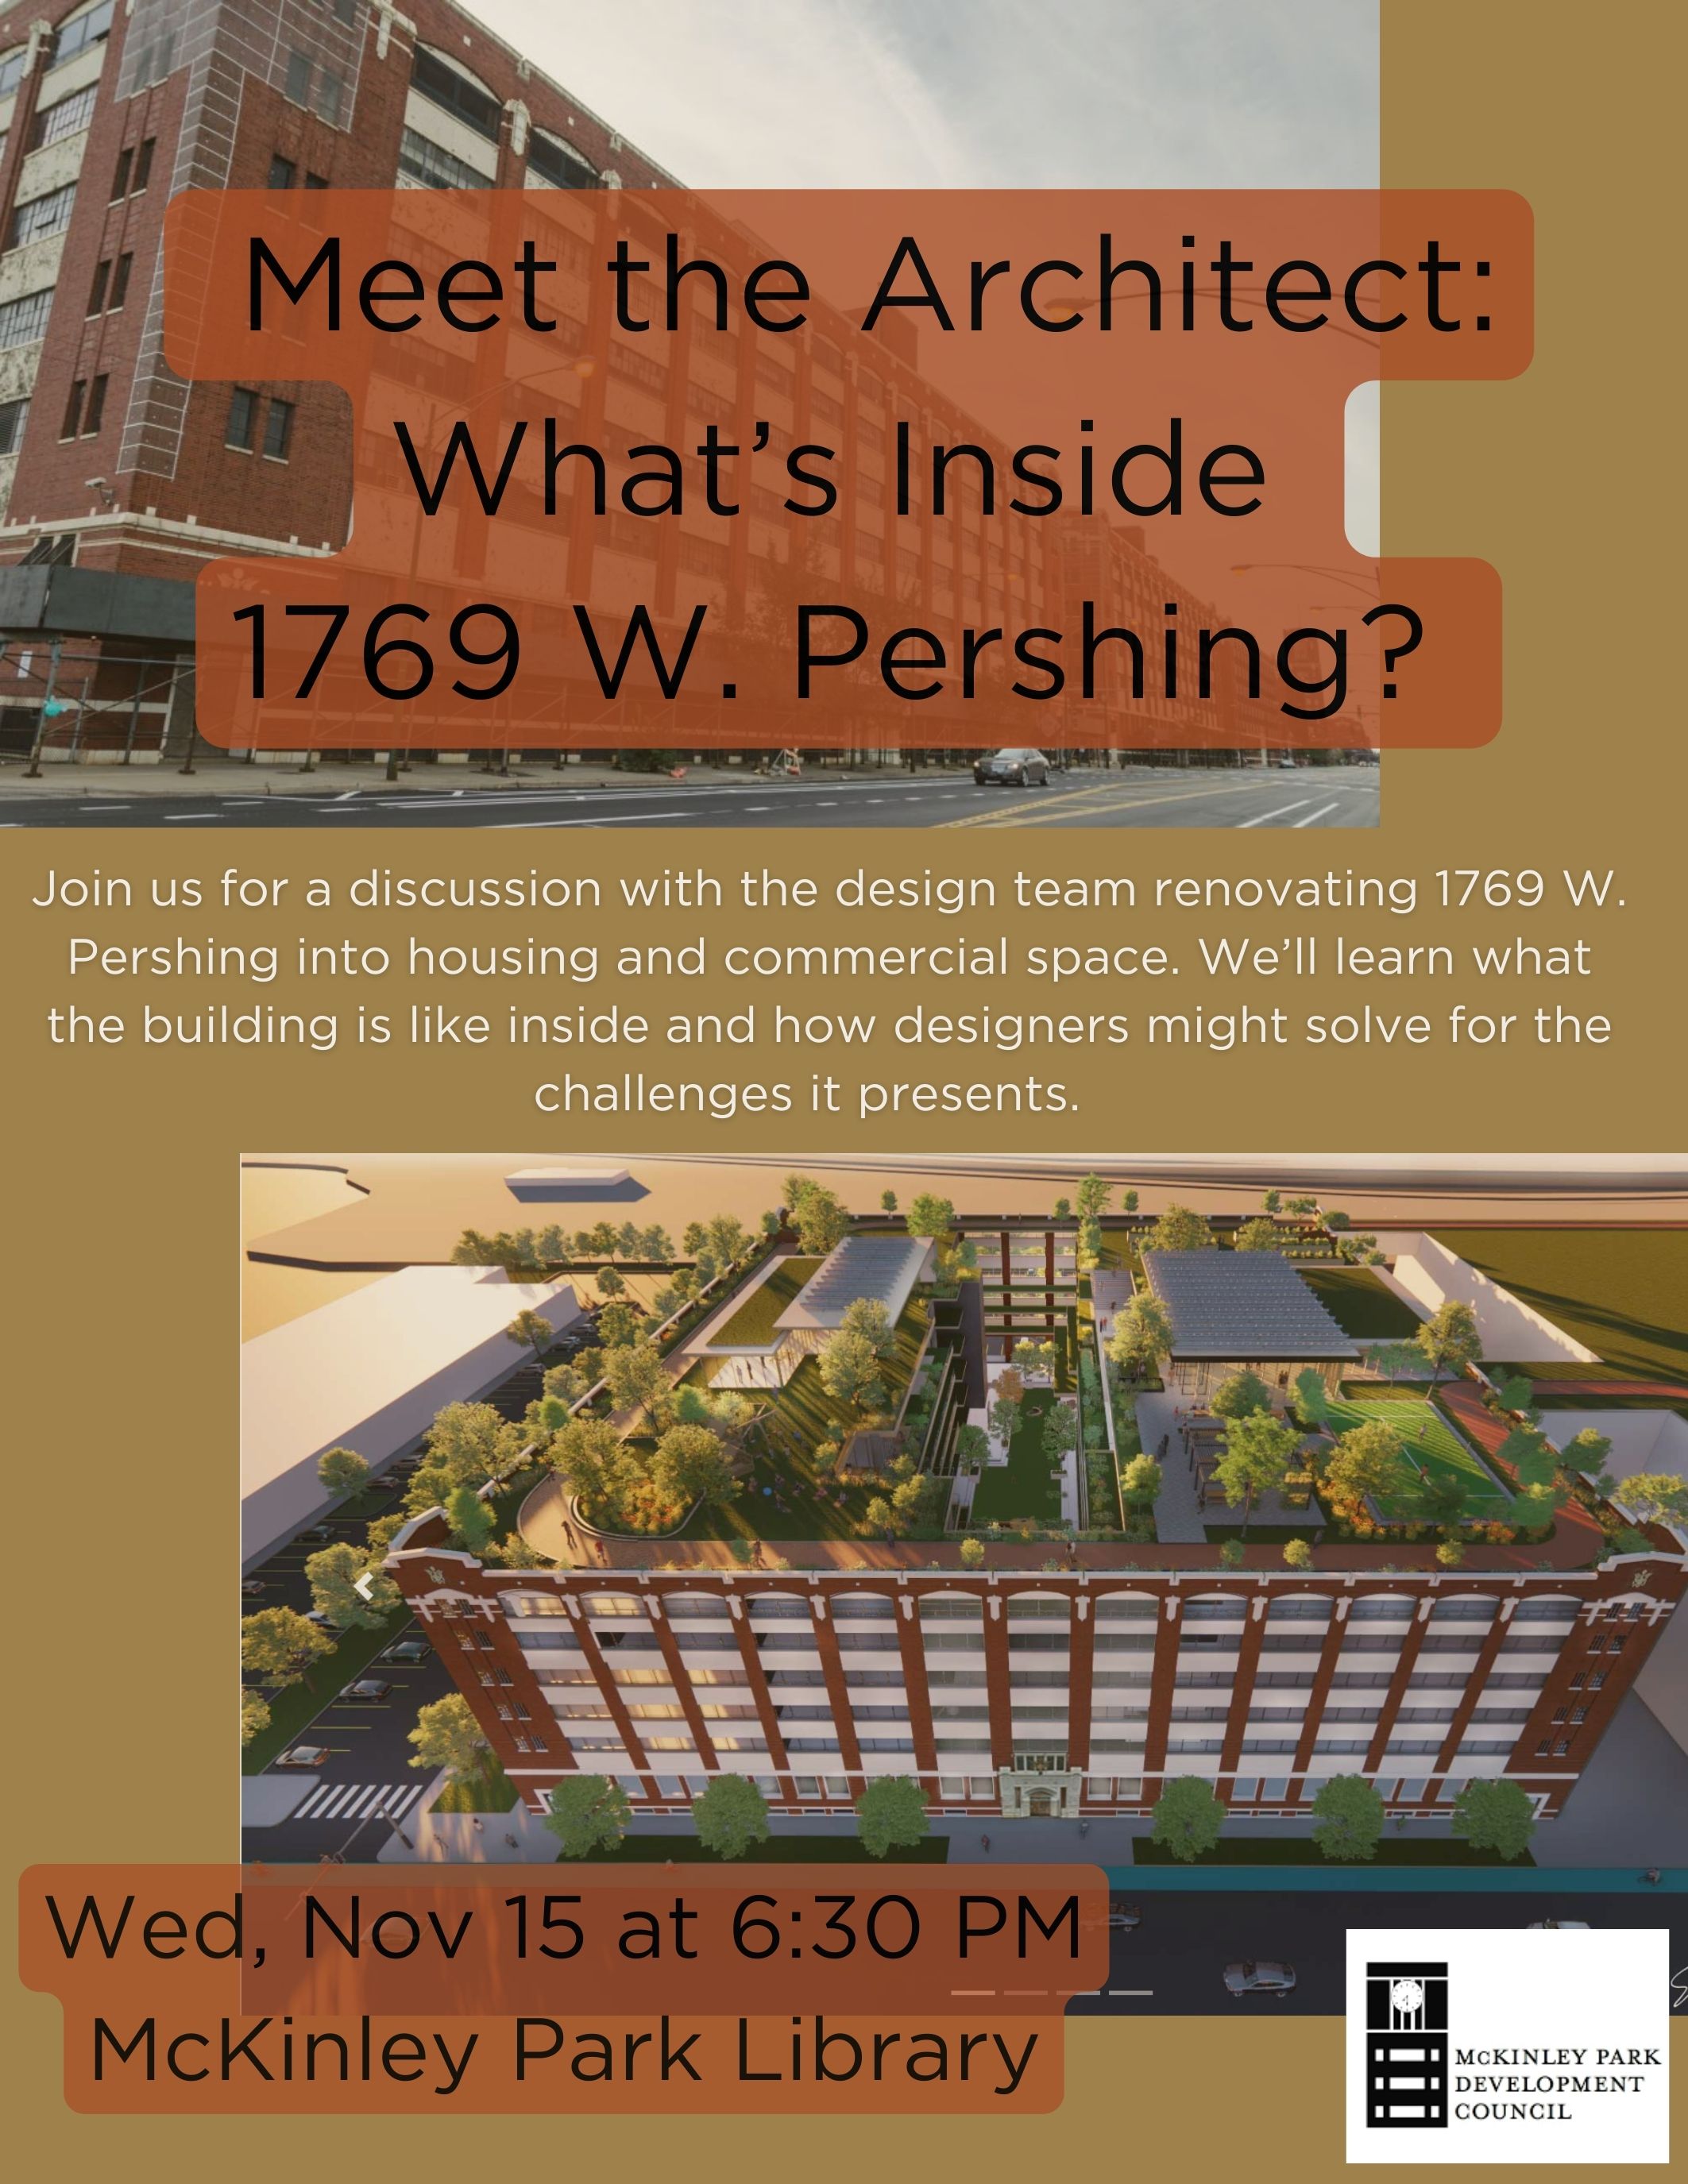 Meet the Architect:
What’s Inside
1769 W. Pershing?
Join us for a discussion with the design team renovating 1769 W.
Pershing into housing and commercial space. We’ll learn what
the building is like inside and how designers might solve for the
challenges it presents.
Wed, Nov 15 at 6:30 PM
McKinley Park Library
McKINLEY PARK
DEVELOPMENT
COUNCIL